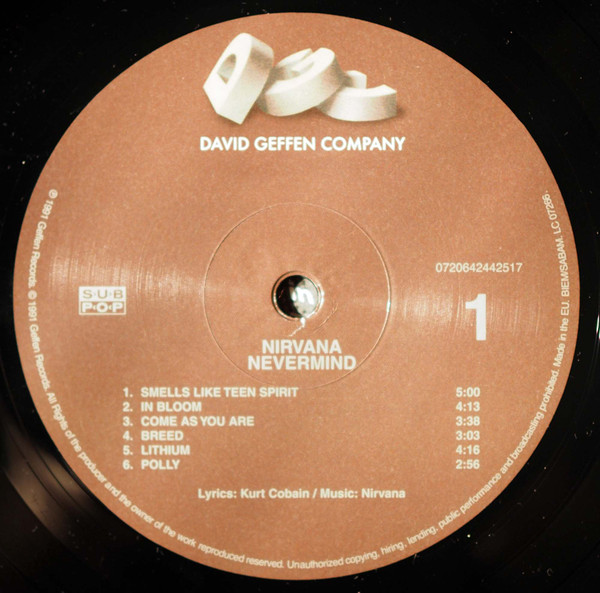 DGC
DAVID GEFFEN COMPANY
0720642442517
SUB
POP
1
NIRVANA
NEVERMIND
1. SMELLS LIKE TEEN SPIRIT 5:00
2. IN BLOOM 4:13
3. COME AS YOU ARE 3:38
4. BREED 3:03
5. LITHIUM 4:16
6. POLLY 2:56
Lyrics: Kurt Cobain / Music: Nirvana
℗ 1991 Geffen Records. © 1991 Geffen Records. All Rights of the producer and the owner of the work reproduced reserved. Unauthorized copying, hiring, lending, public performance and broadcasting prohibited. Made in the EU. BIEM/SABAM. LC 07266.